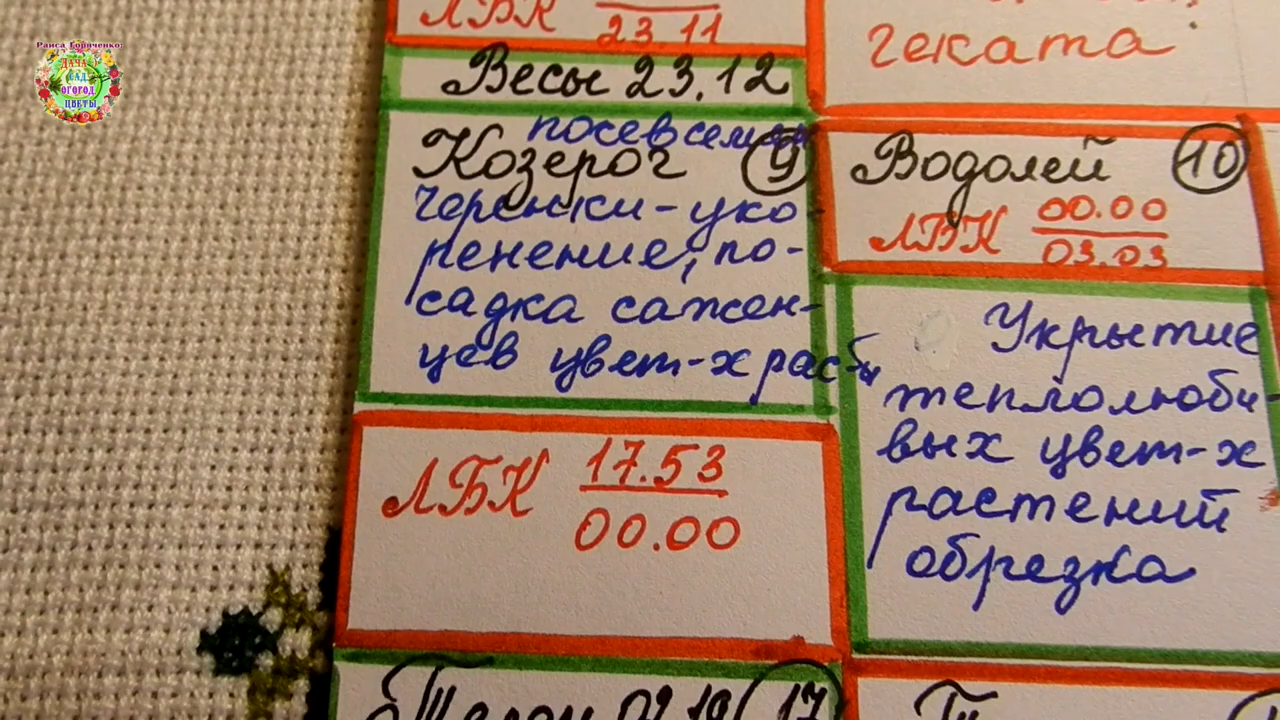 Раиса Горяченко:
ДАЧА
САД
ОГОРОД
ЦВЕТЫ
ЛБК
23.11
Весы 23.12
посев семян
Козерог 9
черенки-уко-
ренение, по-
садка сажен-
цев цвет-х раст-й
ЛБК 17.53
00.00
геката
Водолей 10
ЛБК 00.00
03.03
Укрытие
теплолюби-
вых цвет-х
растений
обрезка
17